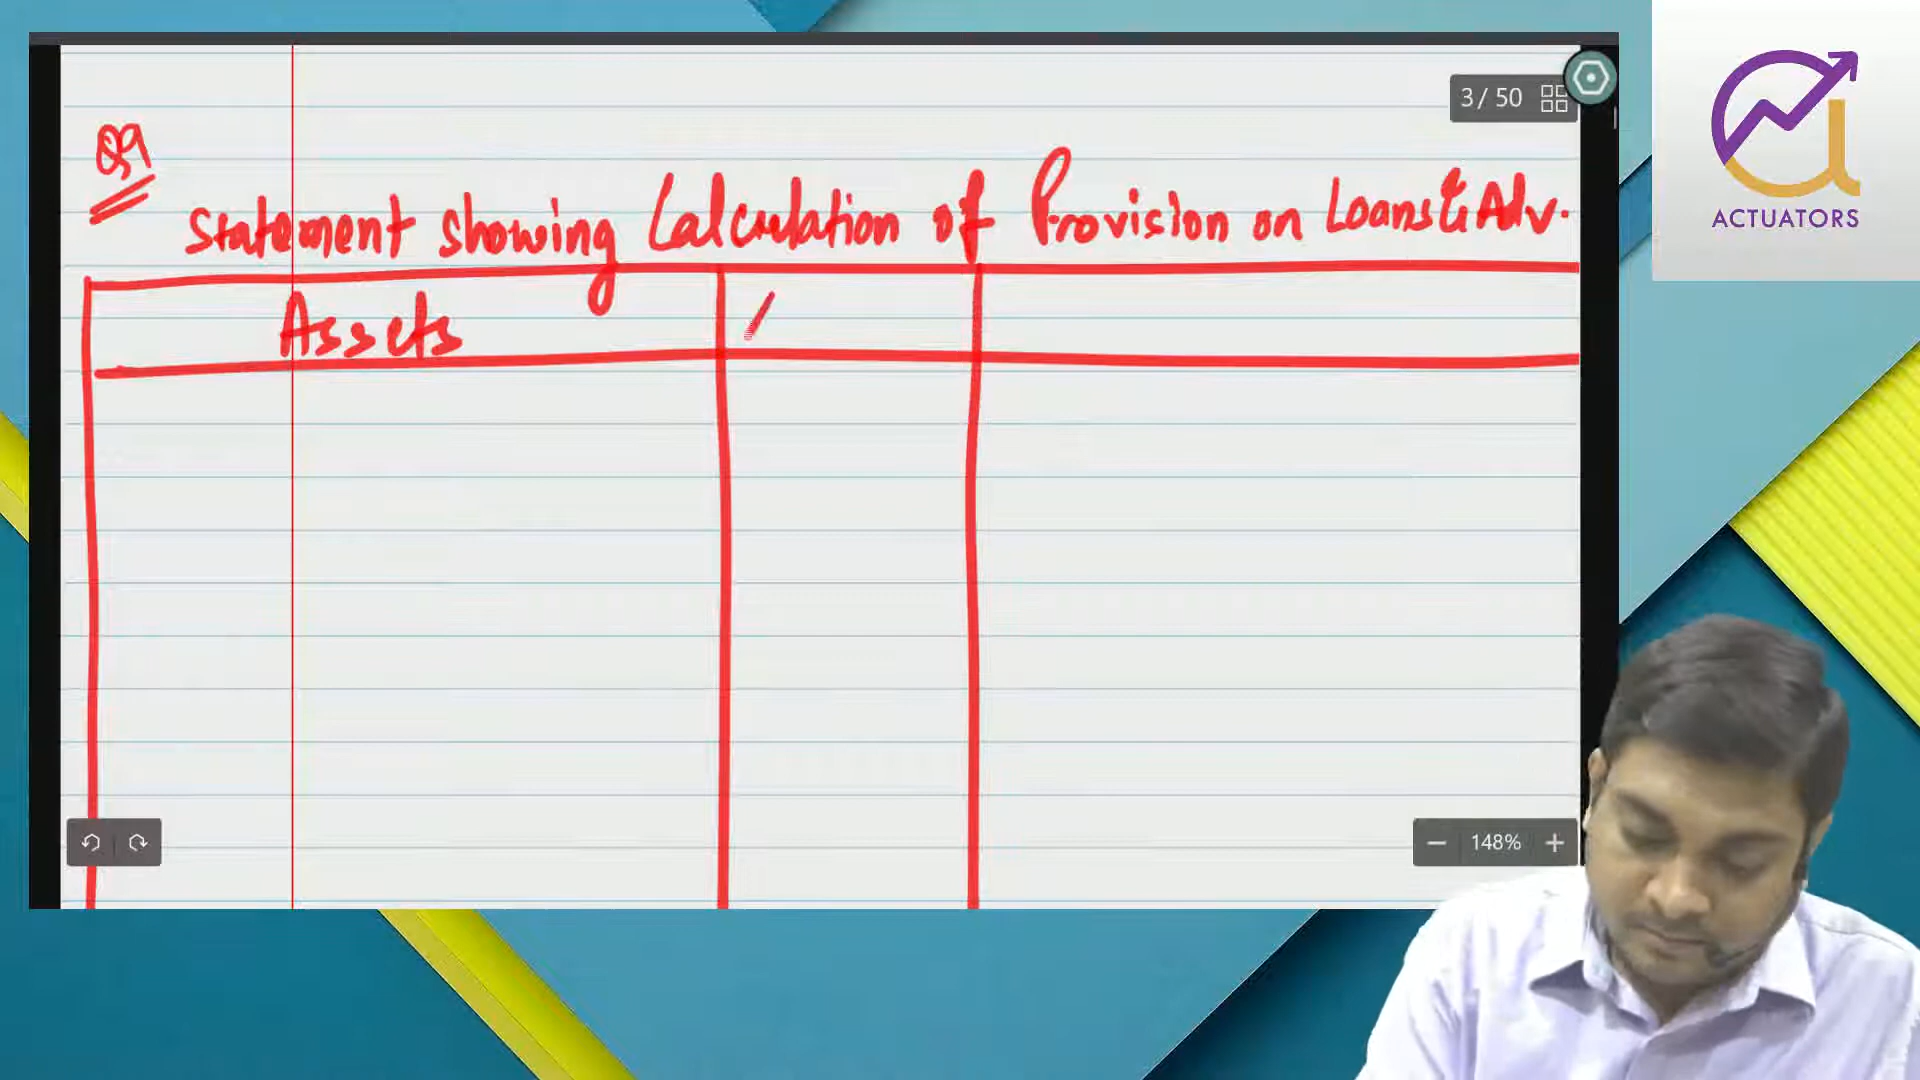 3 / 50
Q9
Statement showing Calculation of Provision on Loans & Adv.
Assets
148%
ACTUATORS